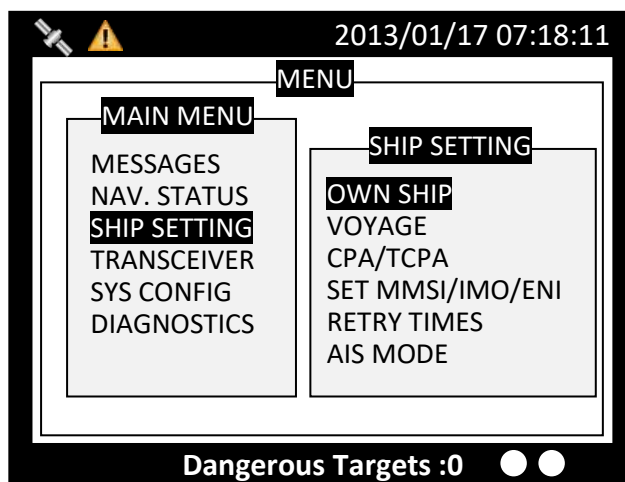 2013/01/17 07:18:11
MENU
MAIN MENU
MESSAGES
NAV. STATUS
SHIP SETTING
TRANSCEIVER
SYS CONFIG
DIAGNOSTICS
SHIP SETTING
OWN SHIP
VOYAGE
CPA/TCPA
SET MMSI/IMO/ENI
RETRY TIMES
AIS MODE
Dangerous Targets :0